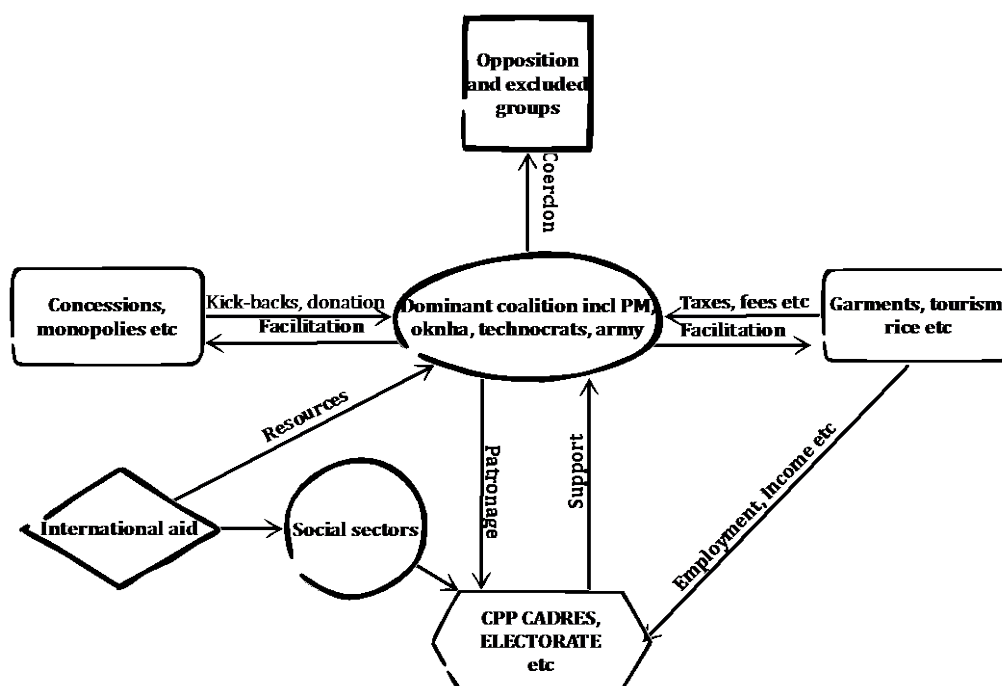 Opposition
and excluded
groups
Coercion
Concessions,
monopolies etc
Kick-backs, donation
Facilitation
Dominant coalition incl PM,
oknha, technocrats, army
Taxes, fees etc
Facilitation
Garments, tourism
rice etc
Resources
Patronage
Support
Employment, Income etc
International aid
Social sectors
CPP CADRES,
ELECTORATE
etc